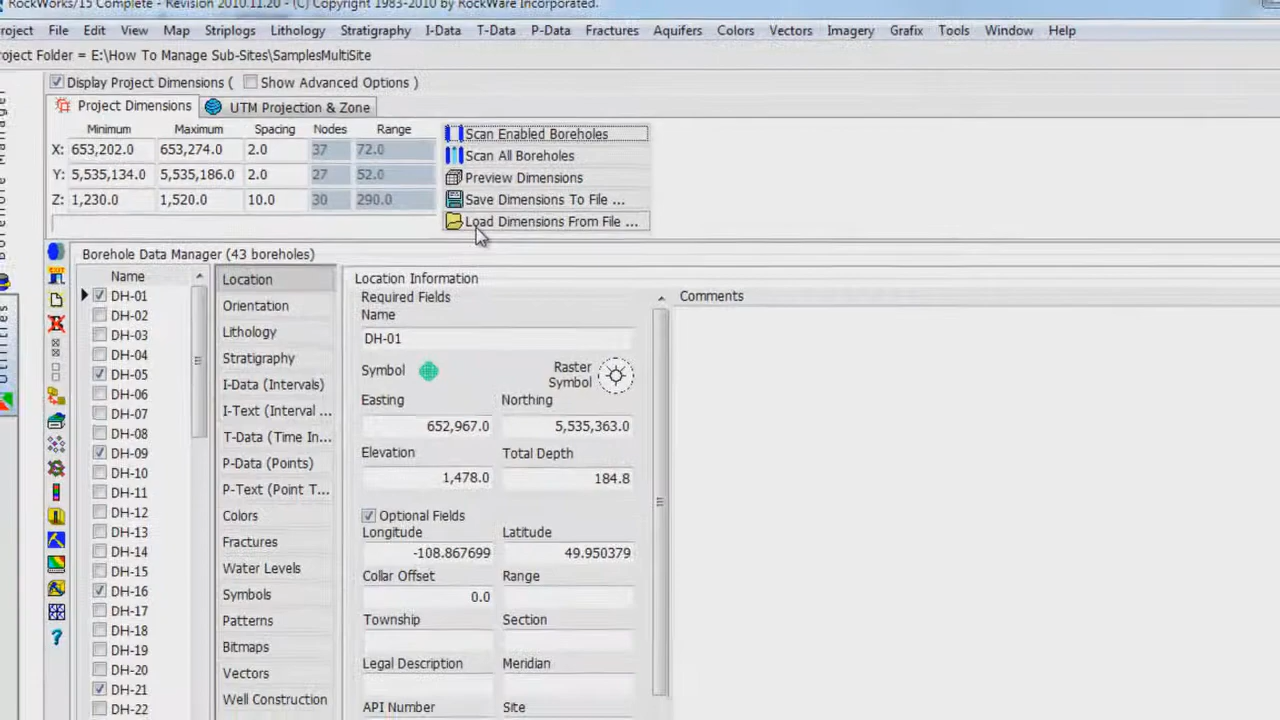 RockWorks/15 Complete - Revision 2010.11.20 - (C) Copyright 1983-2010 by RockWare Incorporated.
roject File Edit View Map Striplogs Lithology Stratigraphy I-Data T-Data P-Data Fractures Aquifers Colors Vectors Imagery Grafix Tools Window Help
roject Folder = E:\How To Manage Sub-Sites\SamplesMultiSite
Display Project Dimensions ( Show Advanced Options )
Project Dimensions UTM Projection & Zone
Minimum Maximum Spacing Nodes Range
X: 653,202.0 653,274.0 2.0 37 72.0
Y: 5,535,134.0 5,535,186.0 2.0 27 52.0
Z: 1,230.0 1,520.0 10.0 30 290.0
Scan Enabled Boreholes
Scan All Boreholes
Preview Dimensions
Save Dimensions To File ...
Load Dimensions From File ...
Borehole Manager
Utilities
Borehole Data Manager (43 boreholes)
Name
DH-01
DH-02
DH-03
DH-04
DH-05
DH-06
DH-07
DH-08
DH-09
DH-10
DH-11
DH-12
DH-13
DH-14
DH-15
DH-16
DH-17
DH-18
DH-19
DH-20
DH-21
DH-22
Location
Orientation
Lithology
Stratigraphy
I-Data (Intervals)
I-Text (Interval ...
T-Data (Time In...
P-Data (Points)
P-Text (Point T...
Colors
Fractures
Water Levels
Symbols
Patterns
Bitmaps
Vectors
Well Construction
Location Information
Required Fields
Name
DH-01
Symbol Raster Symbol
Easting Northing
652,967.0 5,535,363.0
Elevation Total Depth
1,478.0 184.8
Optional Fields
Longitude Latitude
-108.867699 49.950379
Collar Offset Range
0.0
Township Section
Legal Description Meridian
API Number Site
Comments